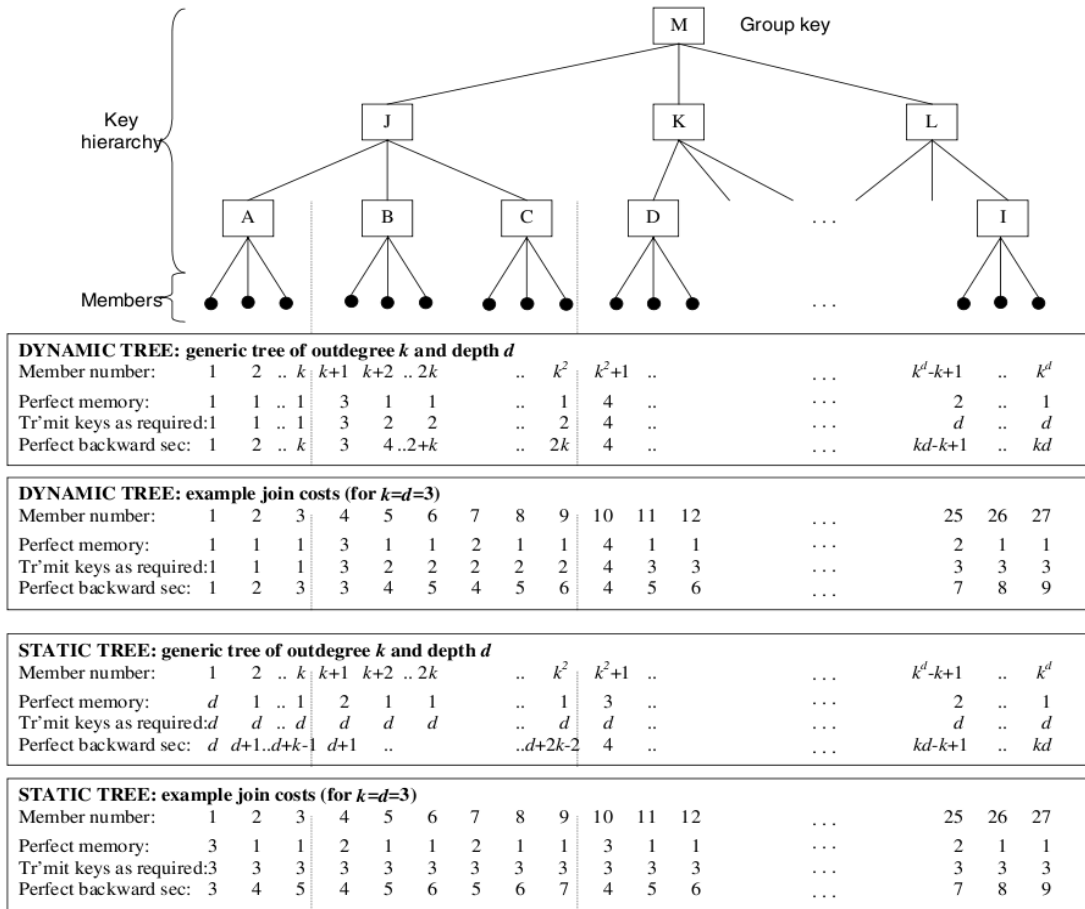 M Group key
Key
hierarchy
J K L
A B C D . . . I
Members . . .
DYNAMIC TREE: generic tree of outdegree k and depth d
Member number: 1 2 .. k k+1 k+2 .. 2k .. k² k²+1 .. . . . kᵈ-k+1 .. kᵈ
Perfect memory: 1 1 .. 1 3 1 1 .. 1 4 .. . . . 2 .. 1
Tr'mit keys as required:1 1 .. 1 3 2 2 .. 2 4 .. . . . d .. d
Perfect backward sec: 1 2 .. k 3 4 ..2+k .. 2k 4 .. . . . kd-k+1 .. kd
DYNAMIC TREE: example join costs (for k=d=3)
Member number: 1 2 3 4 5 6 7 8 9 10 11 12 . . . 25 26 27
Perfect memory: 1 1 1 3 1 1 2 1 1 4 1 1 . . . 2 1 1
Tr'mit keys as required:1 1 1 3 2 2 2 2 2 4 3 3 . . . 3 3 3
Perfect backward sec: 1 2 3 3 4 5 4 5 6 4 5 6 . . . 7 8 9
STATIC TREE: generic tree of outdegree k and depth d
Member number: 1 2 .. k k+1 k+2 .. 2k .. k² k²+1 .. . . . kᵈ-k+1 .. kᵈ
Perfect memory: d 1 .. 1 2 1 1 .. 1 3 .. . . . 2 .. 1
Tr'mit keys as required:d d .. d d d d .. d d .. . . . d .. d
Perfect backward sec: d d+1..d+k-1 d+1 .. ..d+2k-2 4 .. . . . kd-k+1 .. kd
STATIC TREE: example join costs (for k=d=3)
Member number: 1 2 3 4 5 6 7 8 9 10 11 12 . . . 25 26 27
Perfect memory: 3 1 1 2 1 1 2 1 1 3 1 1 . . . 2 1 1
Tr'mit keys as required:3 3 3 3 3 3 3 3 3 3 3 3 . . . 3 3 3
Perfect backward sec: 3 4 5 4 5 6 5 6 7 4 5 6 . . . 7 8 9